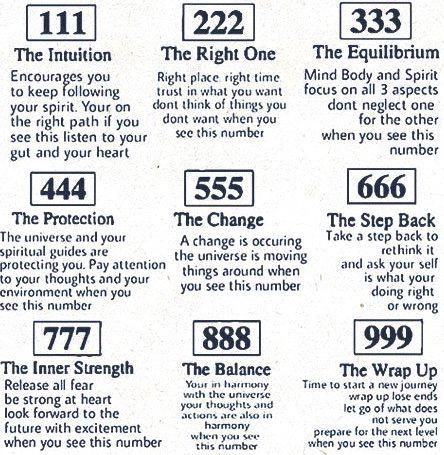 111
The Intuition
Encourages you
to keep following
your spirit. Your on
the right path if you
see this listen to your
gut and your heart
222
The Right One
Right place, right time
trust in what you want
dont think of things you
dont want when you
see this number
333
The Equilibrium
Mind Body and Spirit
focus on all 3 aspects
dont neglect one
for the other
when you see this
number
444
The Protection
The universe and your
spiritual guides are
protecting you. Pay attention
to your thoughts and your
environment when you
see this number
555
The Change
A change is occuring
the universe is moving
things around when
you see this number
666
The Step Back
Take a step back to
rethink it
and ask your self
is what your
doing right
or wrong
777
The Inner Strength
Release all fear
be strong at heart
look forward to the
future with excitement
when you see this number
888
The Balance
Your in harmony
with the universe
your thoughts and
actions are also in
harmony
when you see
this number
999
The Wrap Up
Time to start a new journey
wrap up lose ends
let go of what does
not serve you
prepare for the next level
when you see this number